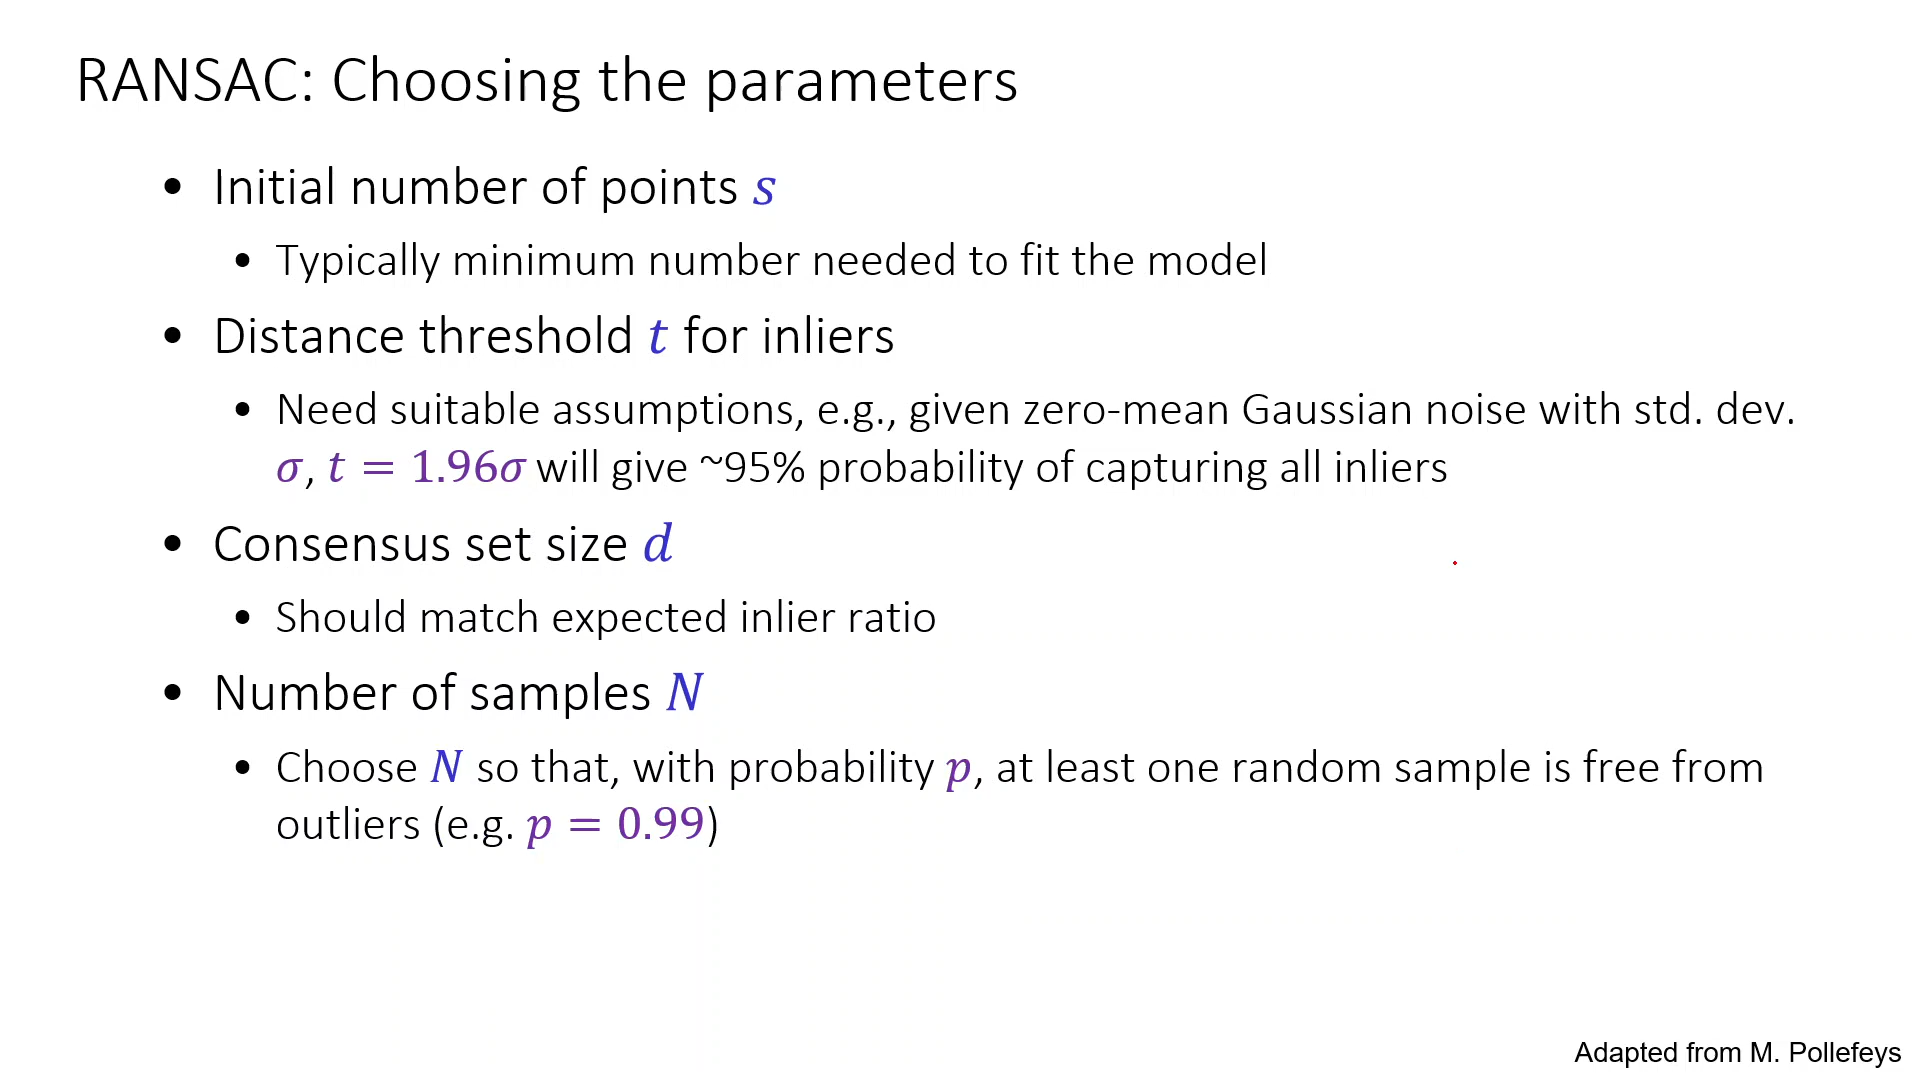 RANSAC: Choosing the parameters
• Initial number of points s
• Typically minimum number needed to fit the model
• Distance threshold t for inliers
• Need suitable assumptions, e.g., given zero-mean Gaussian noise with std. dev.
σ, t = 1.96σ will give ~95% probability of capturing all inliers
• Consensus set size d
• Should match expected inlier ratio
• Number of samples N
• Choose N so that, with probability p, at least one random sample is free from
outliers (e.g. p = 0.99)
Adapted from M. Pollefeys